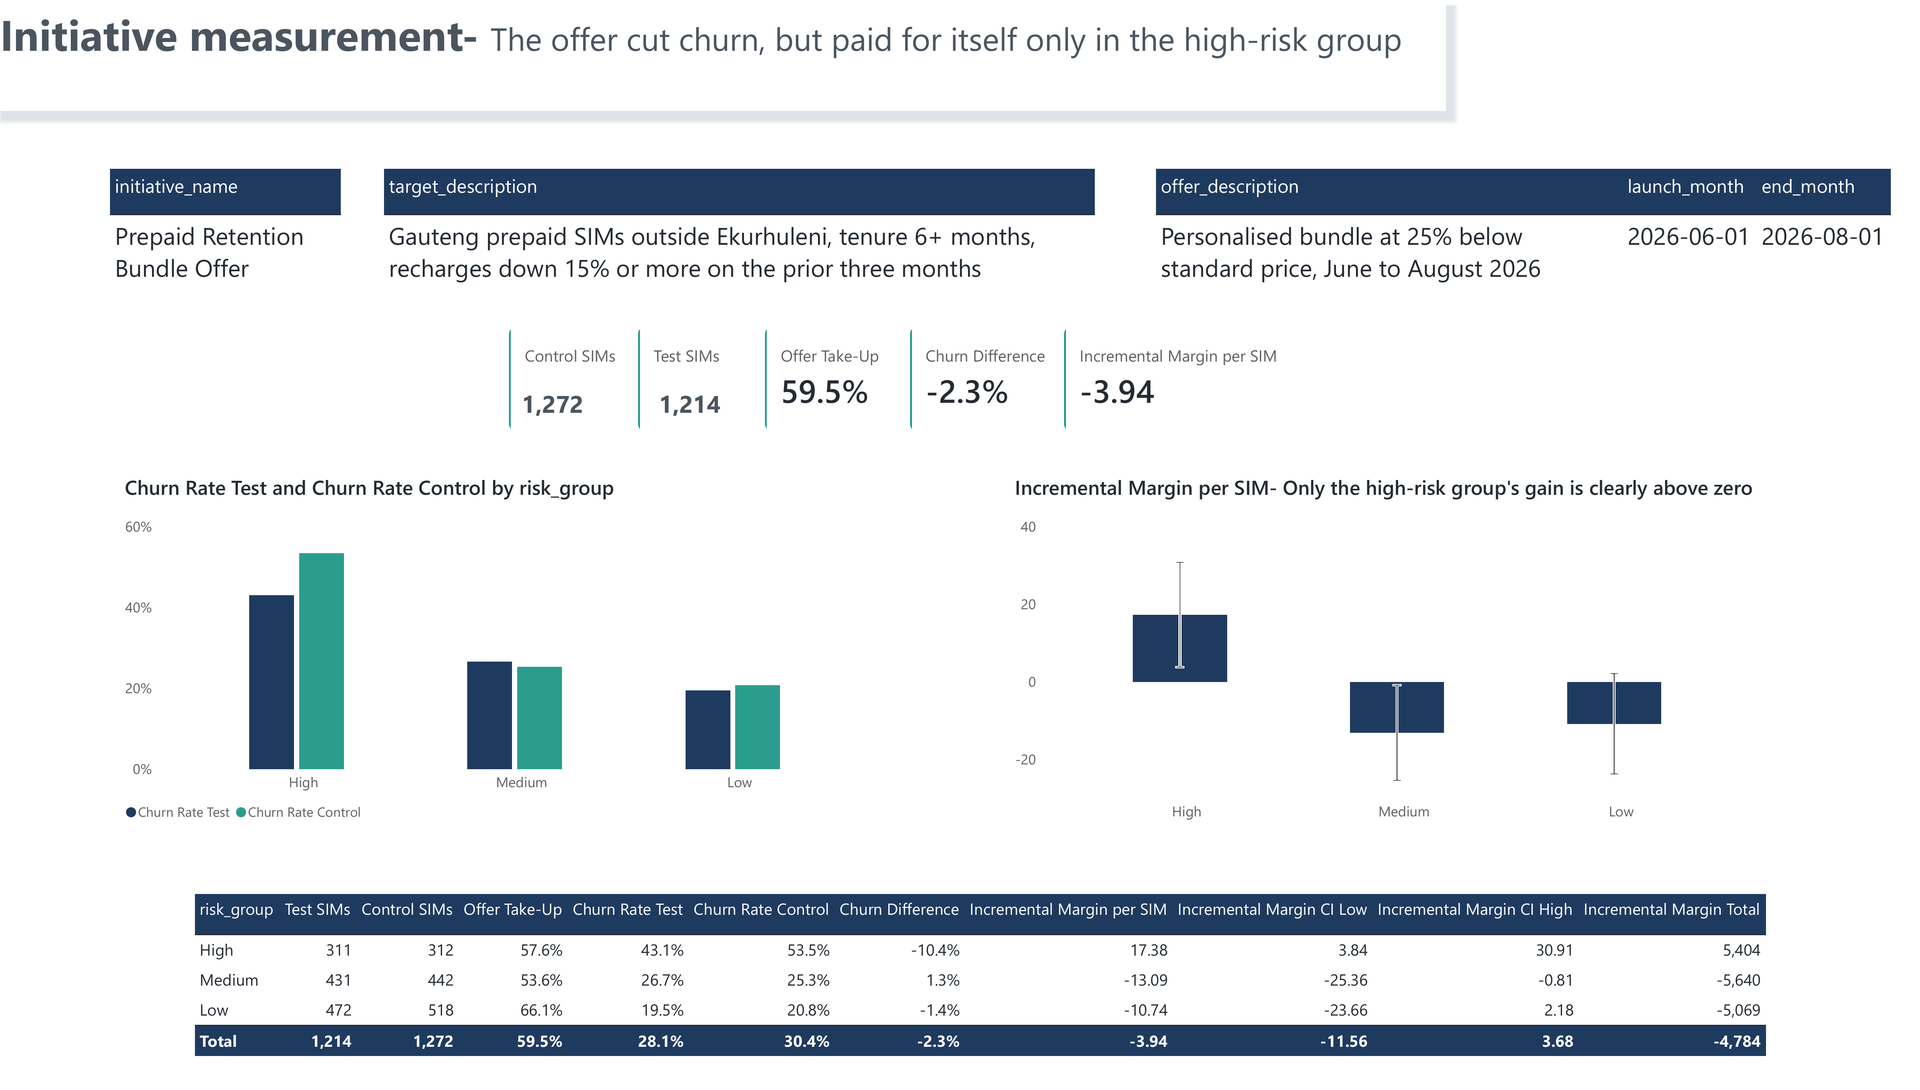 Initiative measurement- The offer cut churn, but paid for itself only in the high-risk group
initiative_name
Prepaid Retention
Bundle Offer
target_description
Gauteng prepaid SIMs outside Ekurhuleni, tenure 6+ months,
recharges down 15% or more on the prior three months
offer_description launch_month end_month
Personalised bundle at 25% below 2026-06-01 2026-08-01
standard price, June to August 2026
Control SIMs
1,272
Test SIMs
1,214
Offer Take-Up
59.5%
Churn Difference
-2.3%
Incremental Margin per SIM
-3.94
Churn Rate Test and Churn Rate Control by risk_group
60%
40%
20%
0%
High Medium Low
Churn Rate Test Churn Rate Control
Incremental Margin per SIM- Only the high-risk group's gain is clearly above zero
40
20
0
-20
High Medium Low
risk_group Test SIMs Control SIMs Offer Take-Up Churn Rate Test Churn Rate Control Churn Difference Incremental Margin per SIM Incremental Margin CI Low Incremental Margin CI High Incremental Margin Total
High 311 312 57.6% 43.1% 53.5% -10.4% 17.38 3.84 30.91 5,404
Medium 431 442 53.6% 26.7% 25.3% 1.3% -13.09 -25.36 -0.81 -5,640
Low 472 518 66.1% 19.5% 20.8% -1.4% -10.74 -23.66 2.18 -5,069
Total 1,214 1,272 59.5% 28.1% 30.4% -2.3% -3.94 -11.56 3.68 -4,784